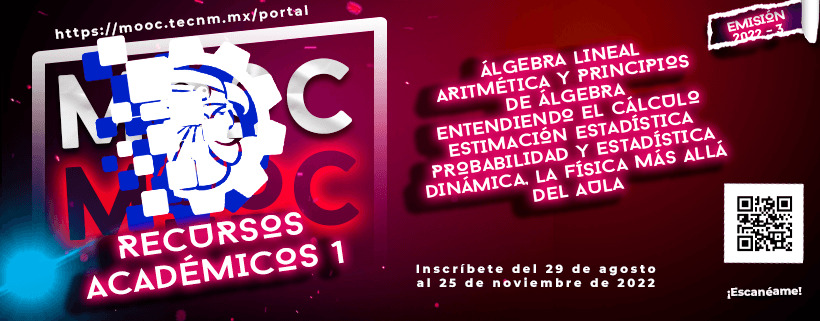 https://mooc.tecnm.mx/portal
MOOC
MOOC
RECURSOS
ACADÉMICOS 1
EMISIÓN
2022 - 3
ÁLGEBRA LINEAL
ARITMÉTICA Y PRINCIPIOS
DE ÁLGEBRA
ENTENDIENDO EL CÁLCULO
ESTIMACIÓN ESTADÍSTICA
PROBABILIDAD Y ESTADÍSTICA
DINÁMICA, LA FÍSICA MÁS ALLÁ
DEL AULA
Inscríbete del 29 de agosto
al 25 de noviembre de 2022
¡Escanéame!